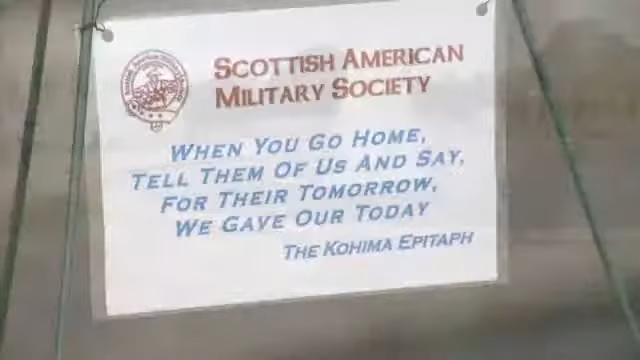 SCOTTISH AMERICAN
MILITARY SOCIETY
WHEN YOU GO HOME,
TELL THEM OF US AND SAY,
FOR THEIR TOMORROW,
WE GAVE OUR TODAY
THE KOHIMA EPITAPH